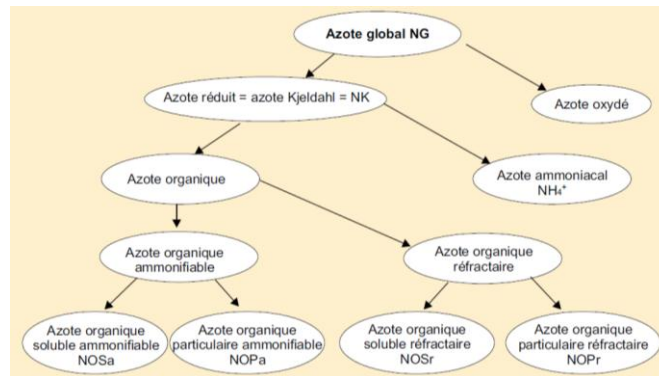 Azote global NG
Azote réduit = azote Kjeldahl = NK
Azote oxydé
Azote organique
Azote ammoniacal
NH₄⁺
Azote organique
ammonifiable
Azote organique
réfractaire
Azote organique
soluble ammonifiable
NOSa
Azote organique
particulaire ammonifiable
NOPa
Azote organique
soluble réfractaire
NOSr
Azote organique
particulaire réfractaire
NOPr